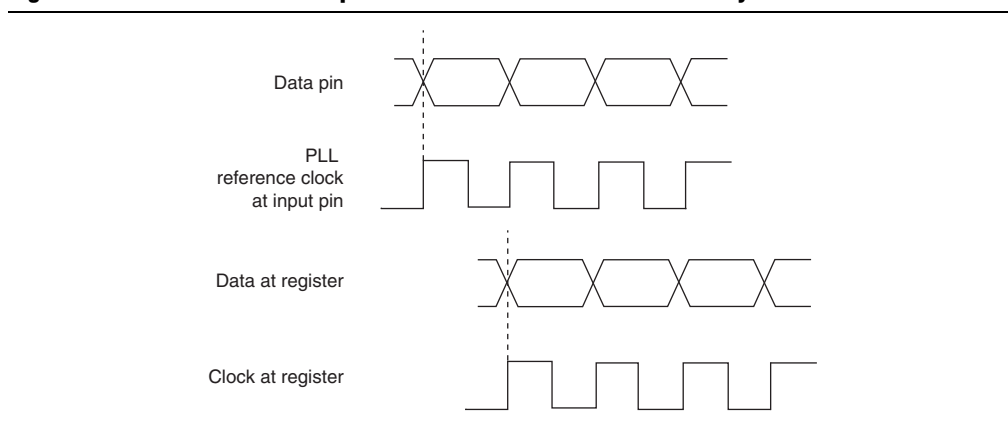 Data pin
PLL
reference clock
at input pin
Data at register
Clock at register